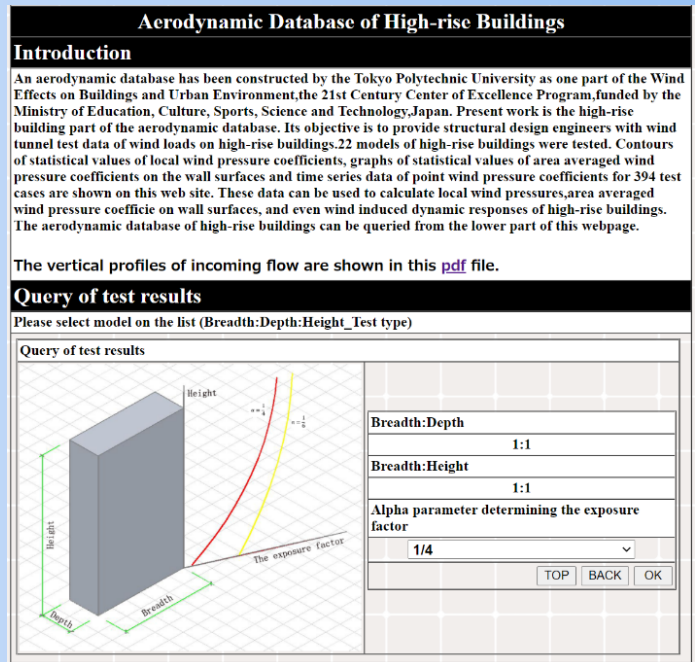 Aerodynamic Database of High-rise Buildings
Introduction
An aerodynamic database has been constructed by the Tokyo Polytechnic University as one part of the Wind
Effects on Buildings and Urban Environment,the 21st Century Center of Excellence Program,funded by the
Ministry of Education, Culture, Sports, Science and Technology,Japan. Present work is the high-rise
building part of the aerodynamic database. Its objective is to provide structural design engineers with wind
tunnel test data of wind loads on high-rise buildings.22 models of high-rise buildings were tested. Contours
of statistical values of local wind pressure coefficients, graphs of statistical values of area averaged wind
pressure coefficients on the wall surfaces and time series data of point wind pressure coefficients for 394 test
cases are shown on this web site. These data can be used to calculate local wind pressures,area averaged
wind pressure coefficie on wall surfaces, and even wind induced dynamic responses of high-rise buildings.
The aerodynamic database of high-rise buildings can be queried from the lower part of this webpage.
The vertical profiles of incoming flow are shown in this pdf file.
Query of test results
Please select model on the list (Breadth:Depth:Height_Test type)
Query of test results
Height
Height
The exposure factor
Depth
Breadth
Breadth:Depth
1:1
Breadth:Height
1:1
Alpha parameter determining the exposure
factor
1/4
TOP BACK OK